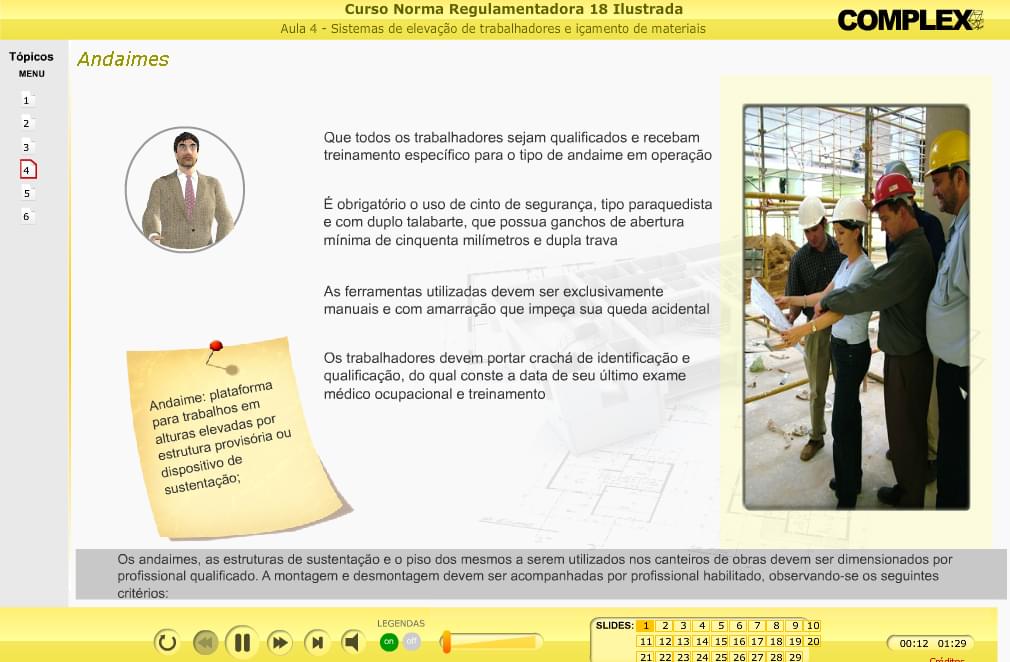 Curso Norma Regulamentadora 18 Ilustrada
Aula 4 - Sistemas de elevação de trabalhadores e içamento de materiais
COMPLEX
Tópicos
MENU
1
2
3
4
5
6
Andaimes
Que todos os trabalhadores sejam qualificados e recebam
treinamento específico para o tipo de andaime em operação
É obrigatório o uso de cinto de segurança, tipo paraquedista
e com duplo talabarte, que possua ganchos de abertura
mínima de cinquenta milímetros e dupla trava
As ferramentas utilizadas devem ser exclusivamente
manuais e com amarração que impeça sua queda acidental
Os trabalhadores devem portar crachá de identificação e
qualificação, do qual conste a data de seu último exame
médico ocupacional e treinamento
Andaime: plataforma
para trabalhos em
alturas elevadas por
estrutura provisória ou
dispositivo de
sustentação;
Os andaimes, as estruturas de sustentação e o piso dos mesmos a serem utilizados nos canteiros de obras devem ser dimensionados por
profissional qualificado. A montagem e desmontagem devem ser acompanhadas por profissional habilitado, observando-se os seguintes
critérios:
LEGENDAS
on off
SLIDES: 1 2 3 4 5 6 7 8 9 10
11 12 13 14 15 16 17 18 19 20
21 22 23 24 25 26 27 28 29
00:12 01:29
Créditos